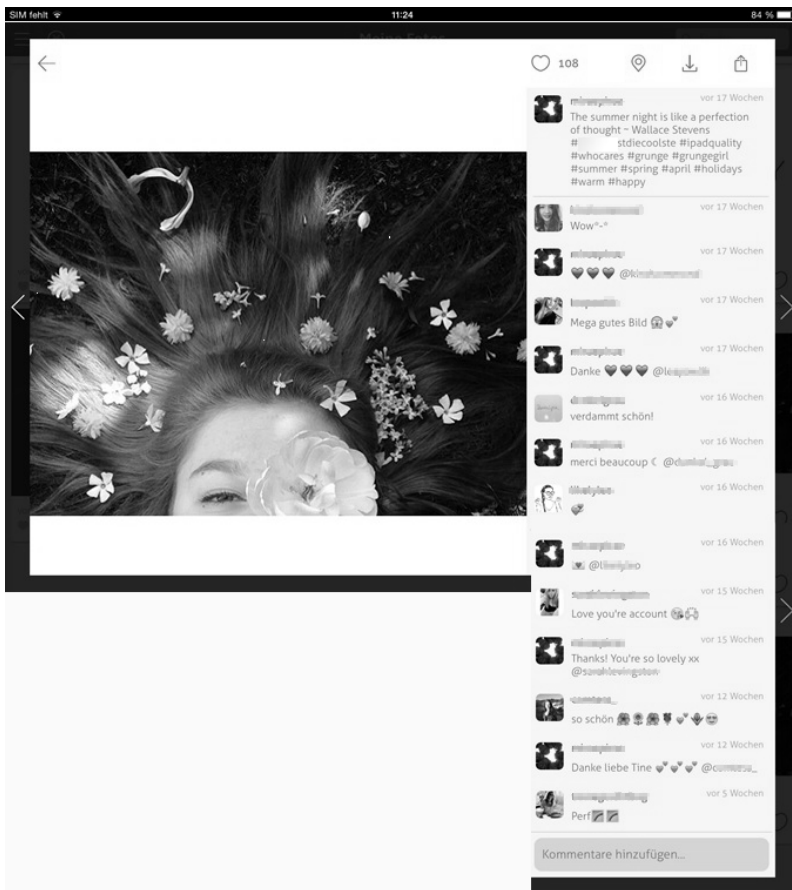 SIM fehlt 11:24 84 %
Meine Fotos
108
vor 17 Wochen
The summer night is like a perfection
of thought ~ Wallace Stevens
# stdiecoolste #ipadquality
#whocares #grunge #grungegirl
#summer #spring #april #holidays
#warm #happy
vor 17 Wochen
Wow*-*
vor 17 Wochen
🖤🖤🖤 @
vor 17 Wochen
Mega gutes Bild 😱💕
vor 17 Wochen
Danke 🖤🖤🖤 @
vor 16 Wochen
verdammt schön!
vor 16 Wochen
merci beaucoup ☾ @
vor 16 Wochen
💕
vor 16 Wochen
💌 @
vor 15 Wochen
Love you're account
vor 15 Wochen
Thanks! You're so lovely xx
@
vor 12 Wochen
so schön
vor 12 Wochen
Danke liebe Tine 💕💕💕 @
vor 5 Wochen
Perf
Kommentare hinzufügen...